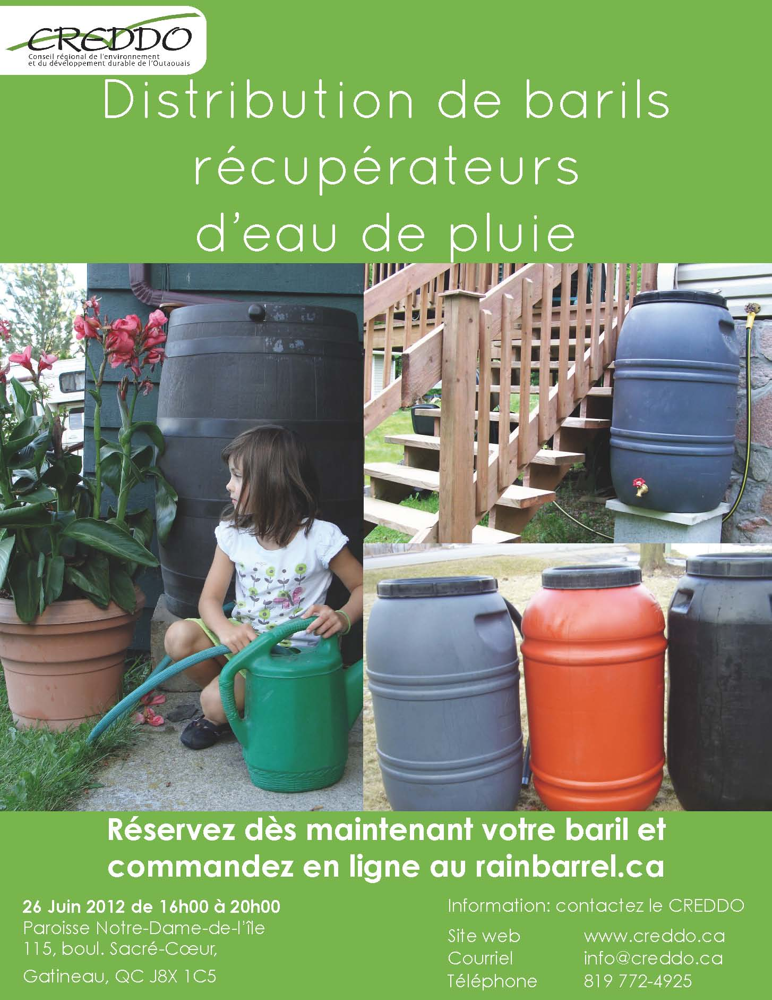 CREDDO
Conseil régional de l'environnement
et du développement durable de l'Outaouais
Distribution de barils
récupérateurs
d'eau de pluie
Réservez dès maintenant votre baril et
commandez en ligne au rainbarrel.ca
26 Juin 2012 de 16h00 à 20h00
Paroisse Notre-Dame-de-l'île
115, boul. Sacré-Cœur,
Gatineau, QC J8X 1C5
Information: contactez le CREDDO
Site web www.creddo.ca
Courriel info@creddo.ca
Téléphone 819 772-4925